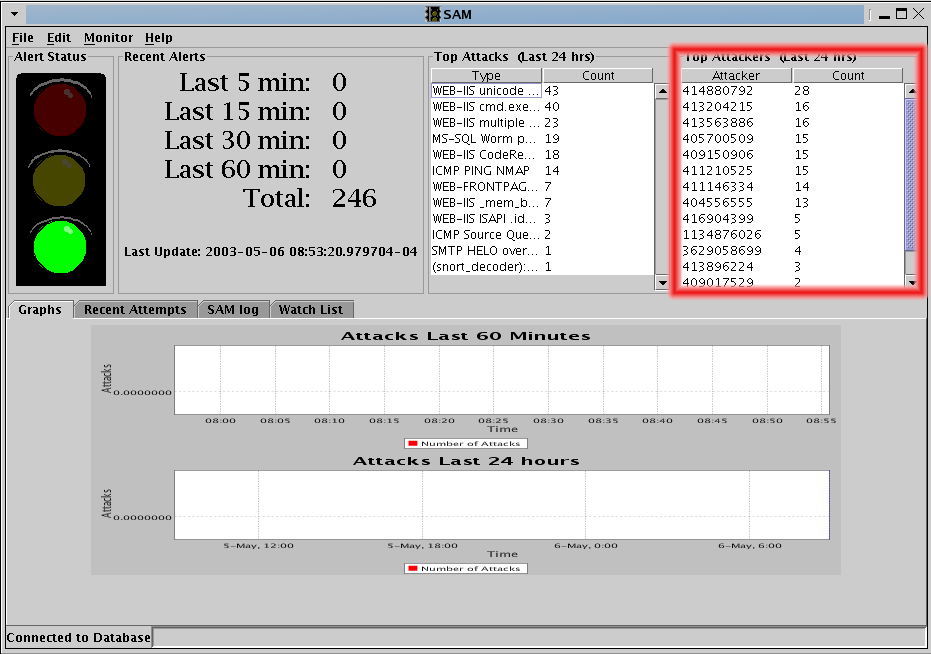 SAM
File Edit Monitor Help
Alert Status
Recent Alerts
Last 5 min: 0
Last 15 min: 0
Last 30 min: 0
Last 60 min: 0
Total: 246
Last Update: 2003-05-06 08:53:20.979704-04
Top Attacks (Last 24 hrs)
Type Count
WEB-IIS unicode ... 43
WEB-IIS cmd.exe... 40
WEB-IIS multiple ... 23
MS-SQL Worm p... 19
WEB-IIS CodeRe... 18
ICMP PING NMAP 14
WEB-FRONTPAG... 7
WEB-IIS _mem_b... 7
WEB-IIS ISAPI .id... 3
ICMP Source Que... 2
SMTP HELO over... 1
(snort_decoder):... 1
Top Attackers (Last 24 hrs)
Attacker Count
414880792 28
413204215 16
413563886 16
405700509 15
409150906 15
411210525 15
411146334 14
404556555 13
416904399 5
1134876026 5
3629058699 4
413896224 3
409017529 2
Graphs Recent Attempts SAM log Watch List
Attacks Last 60 Minutes
Attacks
0.0000000
08:00 08:05 08:10 08:15 08:20 08:25 08:30 08:35 08:40 08:45 08:50 08:55
Time
Number of Attacks
Attacks Last 24 hours
Attacks
0.0000000
5-May, 12:00 5-May, 18:00 6-May, 0:00 6-May, 6:00
Time
Number of Attacks
Connected to Database